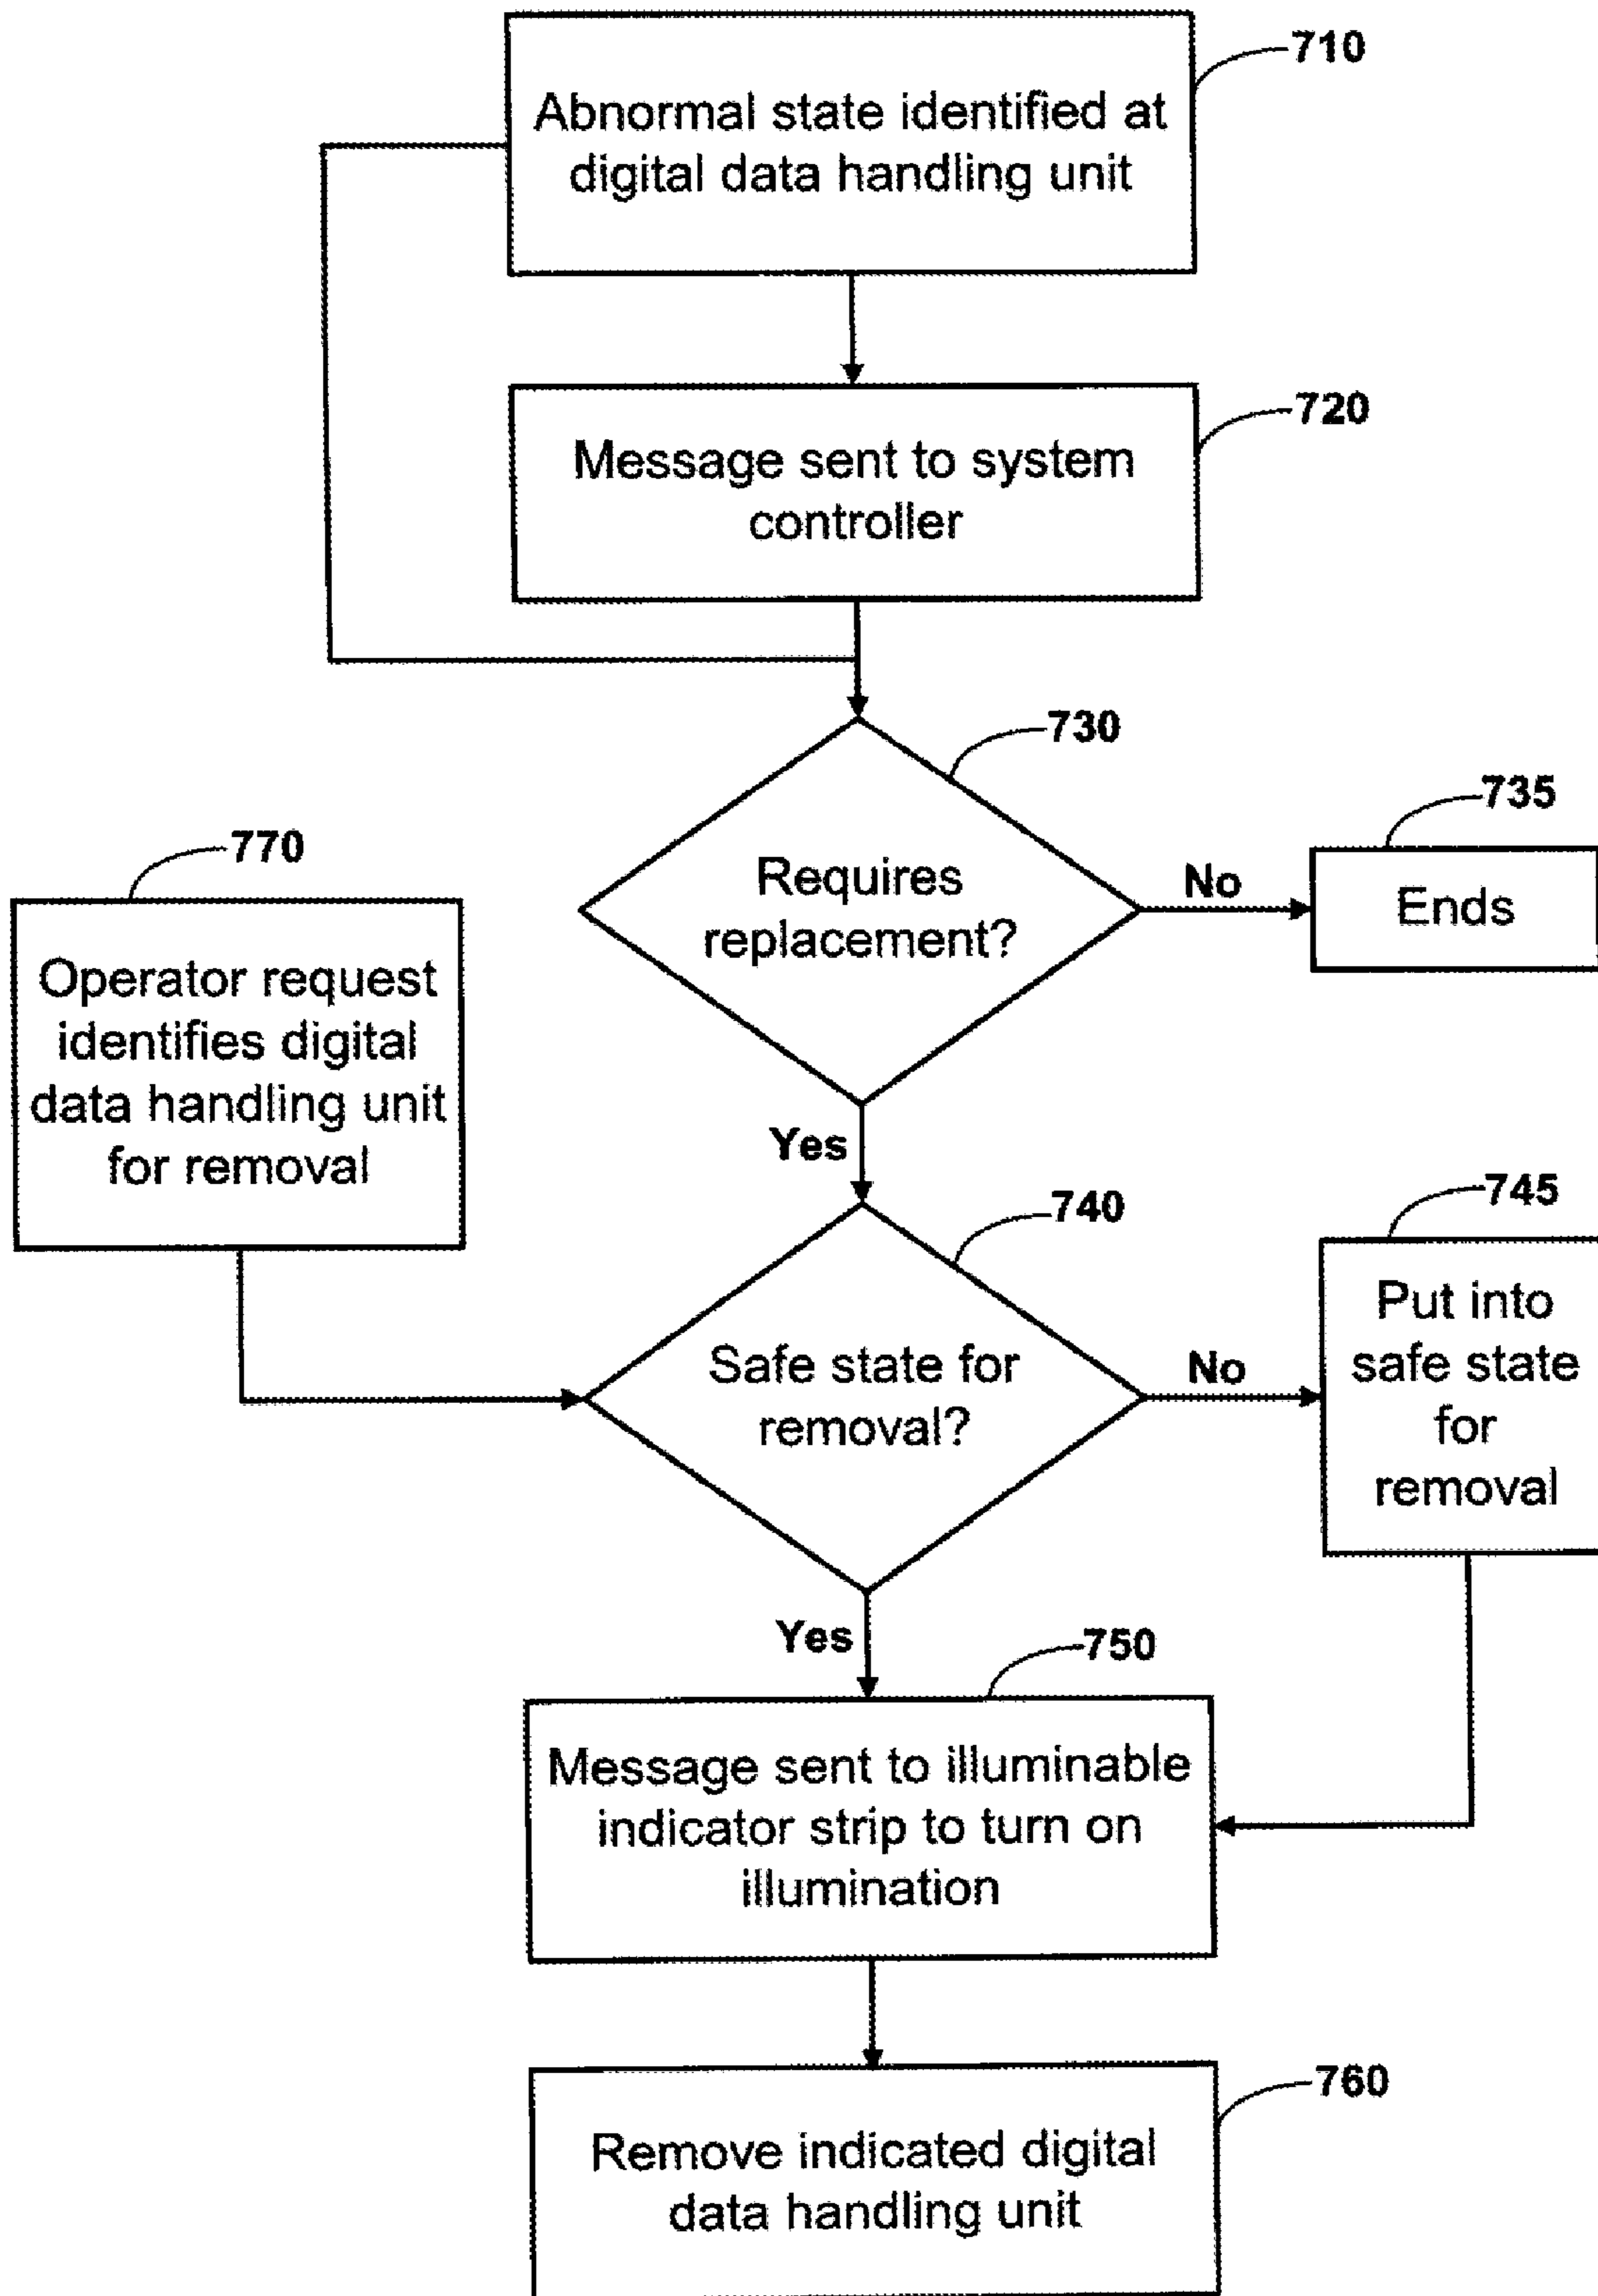 710
Abnormal state identified at
digital data handling unit
720
Message sent to system
controller
730
Requires
replacement?
No
735
Ends
770
Operator request
identifies digital
data handling unit
for removal
Yes
740
Safe state for
removal?
No
745
Put into
safe state
for
removal
Yes
750
Message sent to illuminable
indicator strip to turn on
illumination
760
Remove indicated digital
data handling unit